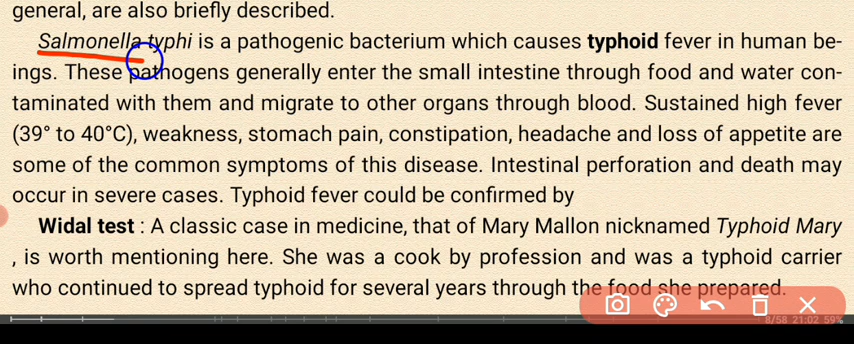 general, are also briefly described.
Salmonella typhi is a pathogenic bacterium which causes typhoid fever in human be-
ings. These pathogens generally enter the small intestine through food and water con-
taminated with them and migrate to other organs through blood. Sustained high fever
(39° to 40°C), weakness, stomach pain, constipation, headache and loss of appetite are
some of the common symptoms of this disease. Intestinal perforation and death may
occur in severe cases. Typhoid fever could be confirmed by
Widal test : A classic case in medicine, that of Mary Mallon nicknamed Typhoid Mary
, is worth mentioning here. She was a cook by profession and was a typhoid carrier
who continued to spread typhoid for several years through the food she prepared.
8/58 21:02 59%